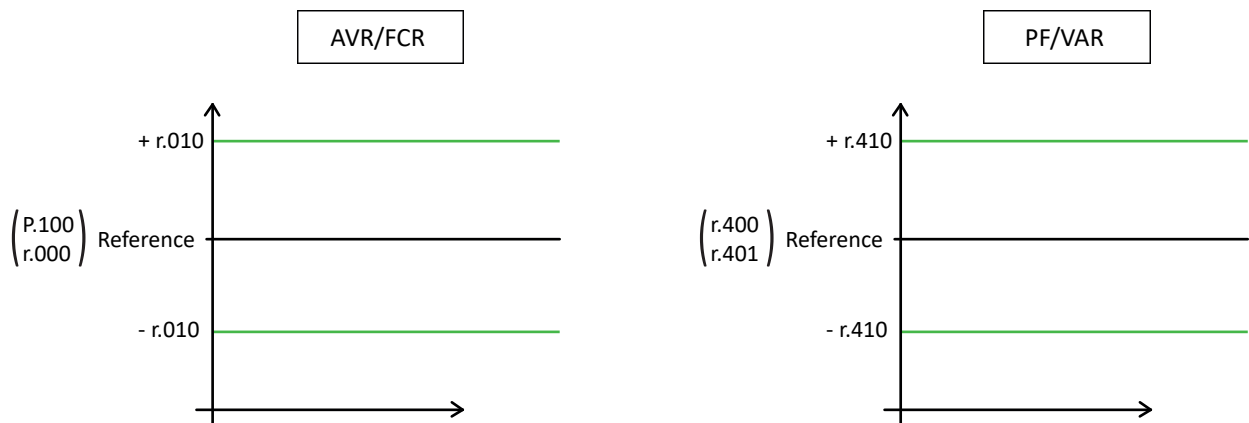 AVR/FCR
+ r.010
P.100
r.000
Reference
- r.010
PF/VAR
+ r.410
r.400
r.401
Reference
- r.410